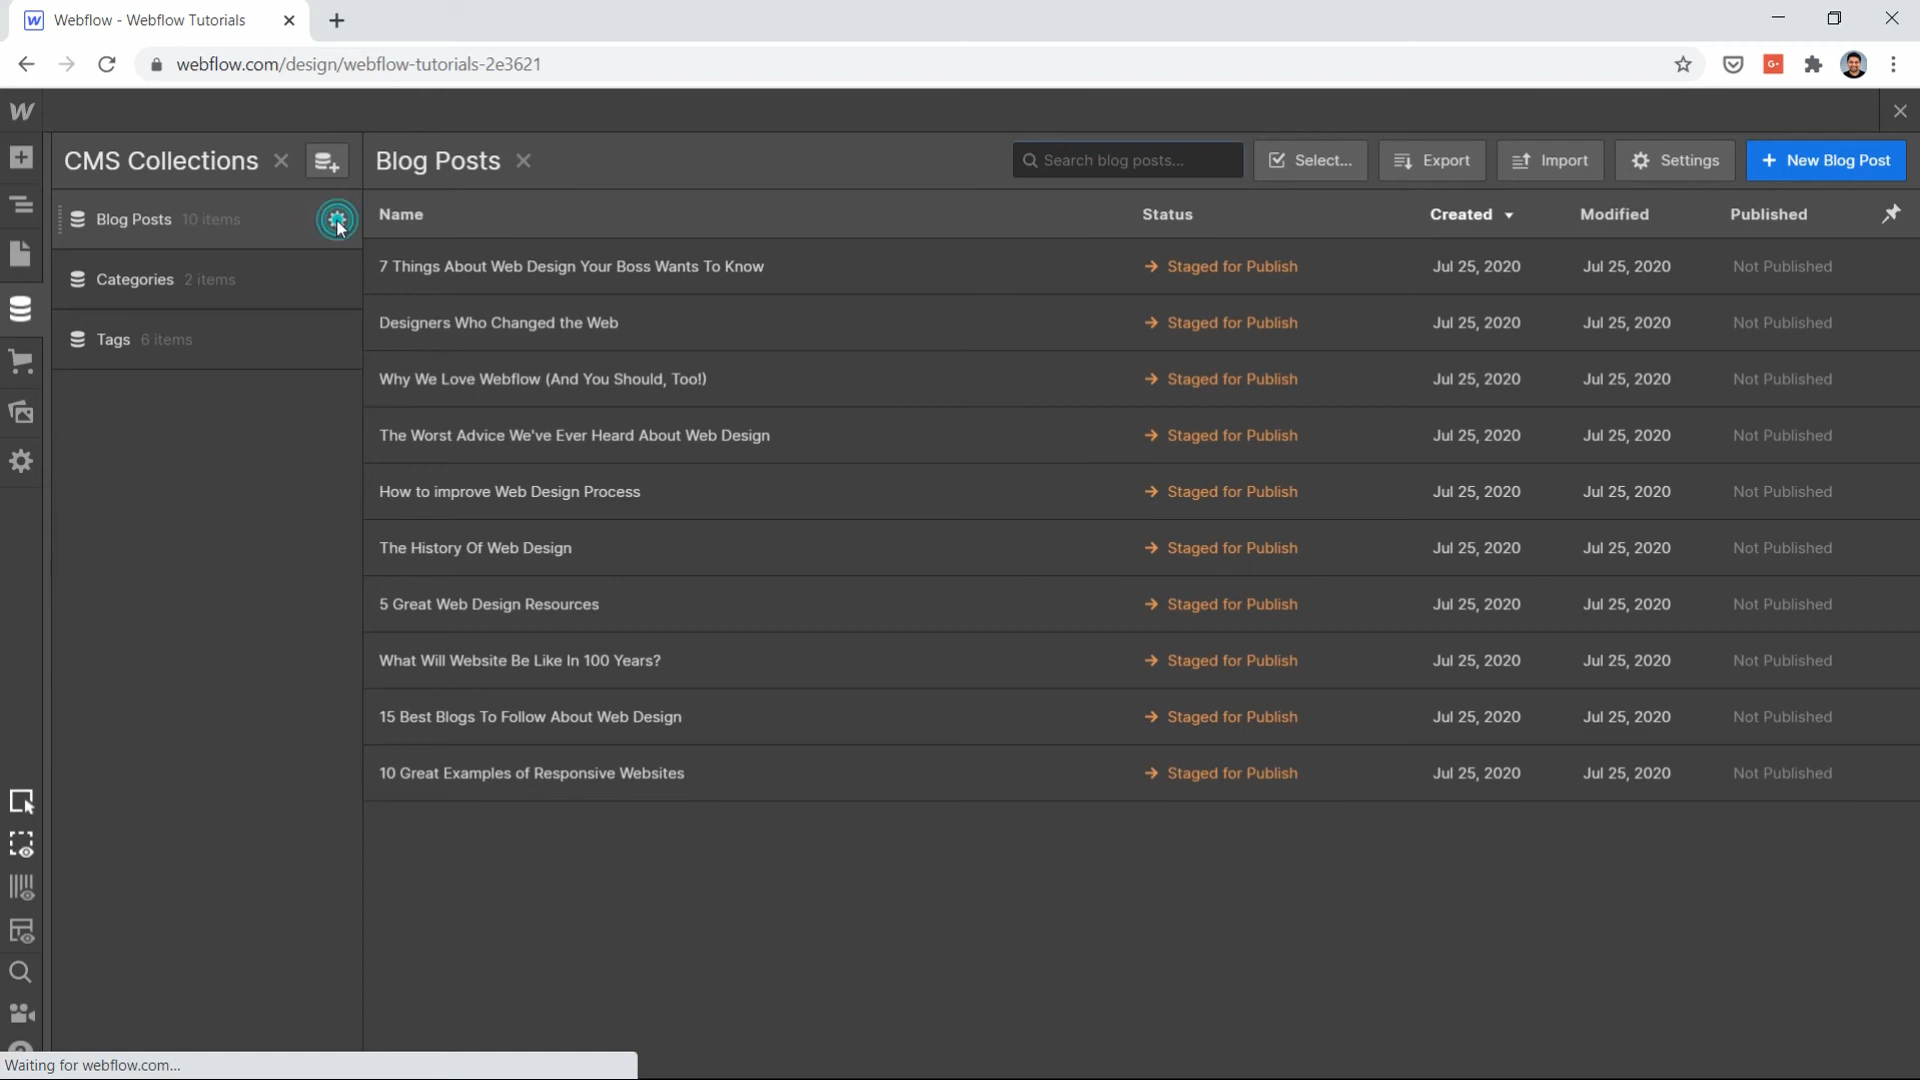 Webflow - Webflow Tutorials
webflow.com/design/webflow-tutorials-2e3621
CMS Collections
Blog Posts
Search blog posts...
Select...
Export
Import
Settings
+ New Blog Post
Blog Posts 10 items
Categories 2 items
Tags 6 items
Name Status Created Modified Published
7 Things About Web Design Your Boss Wants To Know Staged for Publish Jul 25, 2020 Jul 25, 2020 Not Published
Designers Who Changed the Web Staged for Publish Jul 25, 2020 Jul 25, 2020 Not Published
Why We Love Webflow (And You Should, Too!) Staged for Publish Jul 25, 2020 Jul 25, 2020 Not Published
The Worst Advice We've Ever Heard About Web Design Staged for Publish Jul 25, 2020 Jul 25, 2020 Not Published
How to improve Web Design Process Staged for Publish Jul 25, 2020 Jul 25, 2020 Not Published
The History Of Web Design Staged for Publish Jul 25, 2020 Jul 25, 2020 Not Published
5 Great Web Design Resources Staged for Publish Jul 25, 2020 Jul 25, 2020 Not Published
What Will Website Be Like In 100 Years? Staged for Publish Jul 25, 2020 Jul 25, 2020 Not Published
15 Best Blogs To Follow About Web Design Staged for Publish Jul 25, 2020 Jul 25, 2020 Not Published
10 Great Examples of Responsive Websites Staged for Publish Jul 25, 2020 Jul 25, 2020 Not Published
Waiting for webflow.com...